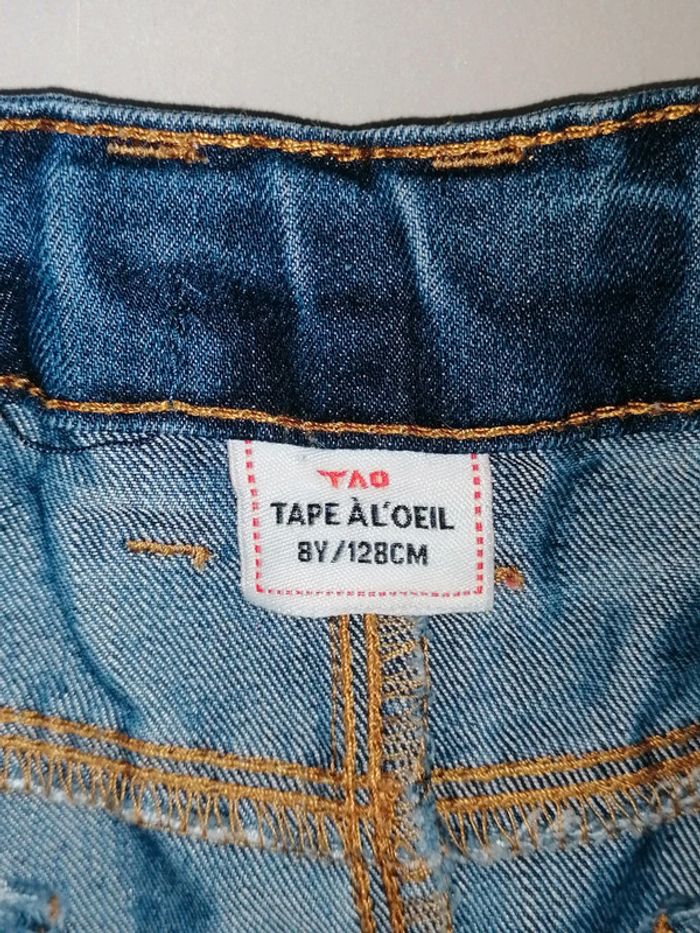 TAO
TAPE À L'OEIL
8Y/128CM